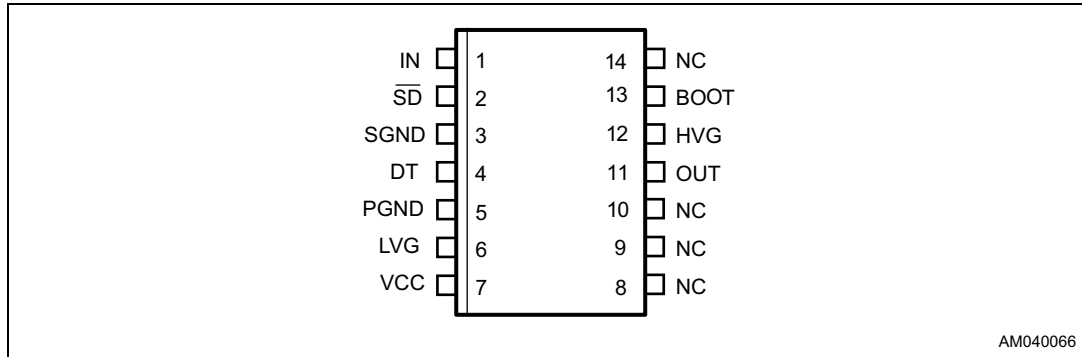 IN 1 14 NC
S̅D̅ 2 13 BOOT
SGND 3 12 HVG
DT 4 11 OUT
PGND 5 10 NC
LVG 6 9 NC
VCC 7 8 NC
AM040066